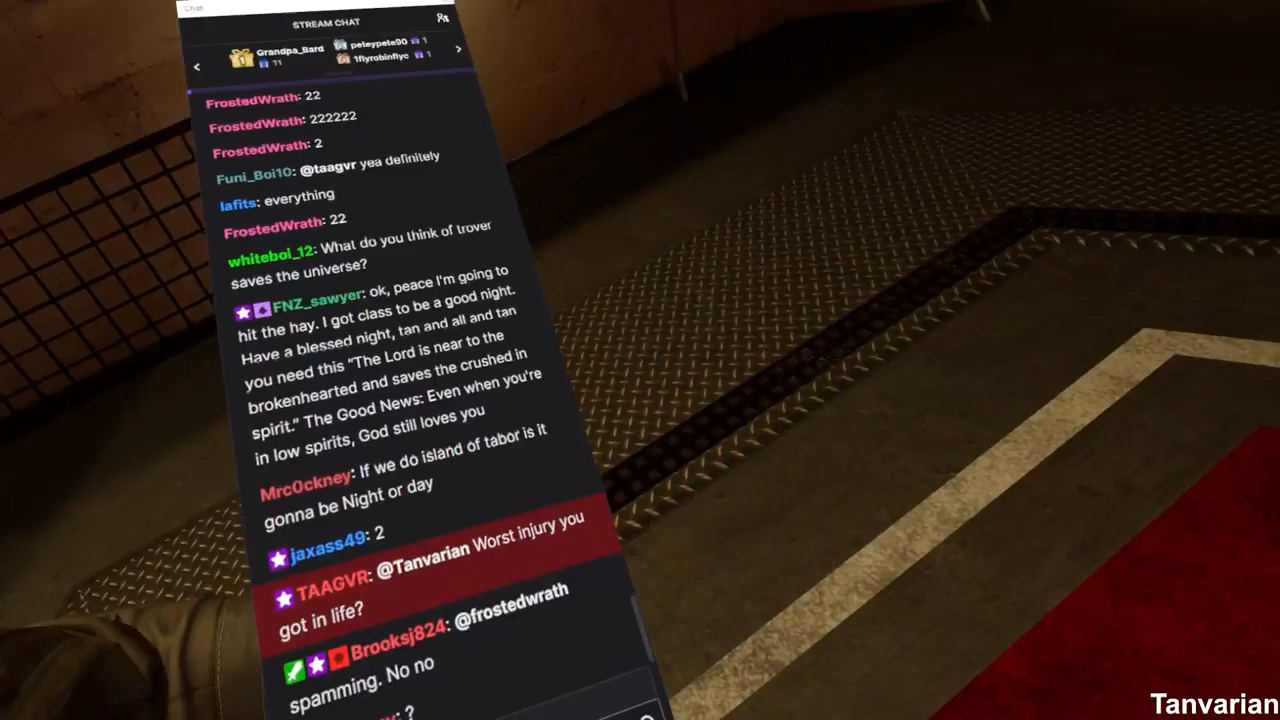 Chat
STREAM CHAT
Grandpa_Bard
11
peteypete90 1
1flyrobinflyc 1
FrostedWrath: 22
FrostedWrath: 222222
FrostedWrath: 2
Funi_Boi10: @taagvr yea definitely
lafits: everything
FrostedWrath: 22
whiteboi_12: What do you think of trover
saves the universe?
FNZ_sawyer: ok, peace I'm going to
hit the hay. I got class to be a good night.
Have a blessed night, tan and all and tan
you need this "The Lord is near to the
brokenhearted and saves the crushed in
spirit." The Good News: Even when you're
in low spirits, God still loves you
Mrc0ckney: If we do island of tabor is it
gonna be Night or day
jaxass49: 2
TAAGVR: @Tanvarian Worst injury you
got in life?
Brooksj824: @frostedwrath
spamming. No no
: ?
Tanvarian